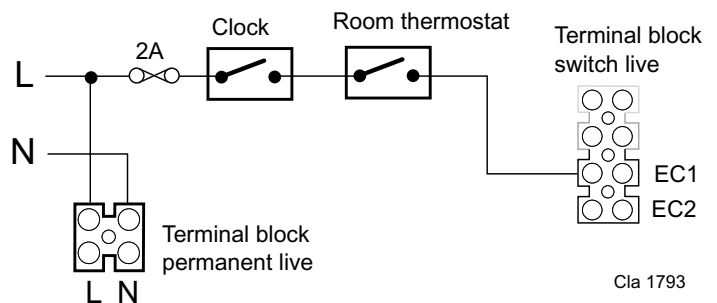 Clock
Room thermostat
Terminal block
switch live
2A
L
N
EC1
EC2
Terminal block
permanent live
L N
Cla 1793